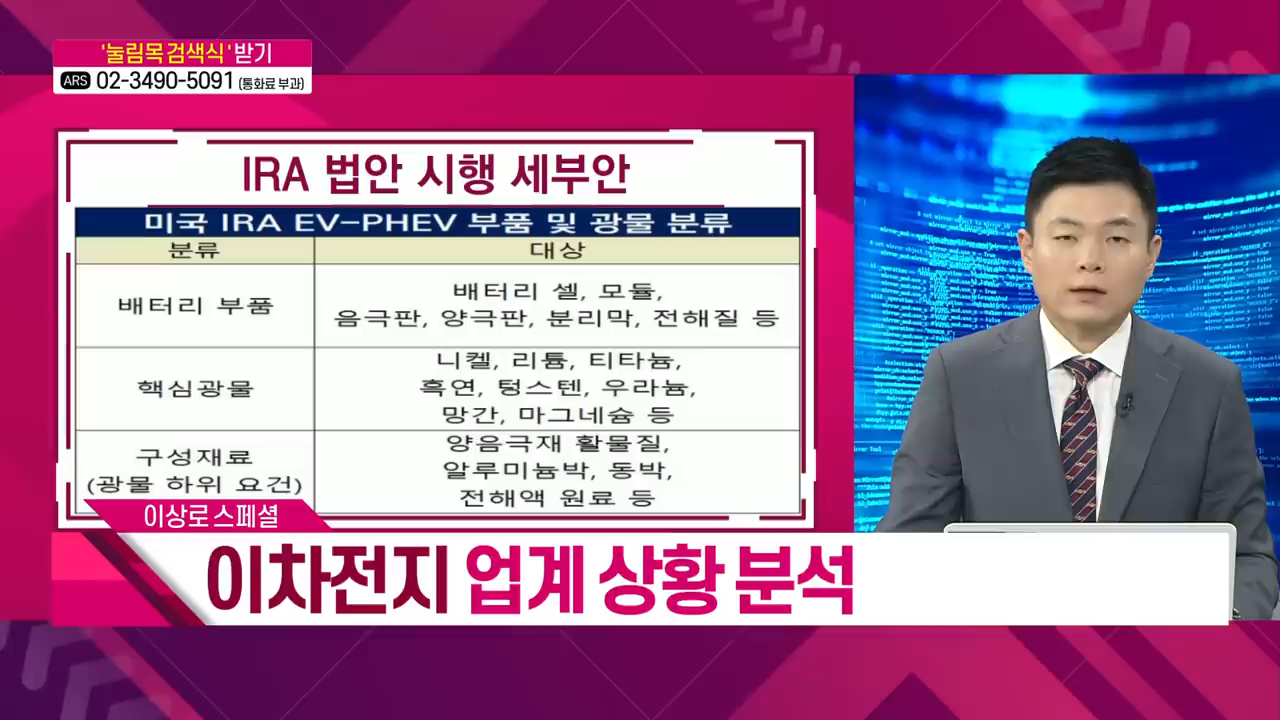 '눌림목 검색식' 받기
ARS 02-3490-5091 (통화료 부과)
IRA 법안 시행 세부안
미국 IRA EV-PHEV 부품 및 광물 분류
분류 대상
배터리 부품
배터리 셀, 모듈,
음극판, 양극판, 분리막, 전해질 등
핵심광물
니켈, 리튬, 티타늄,
흑연, 텅스텐, 우라늄,
망간, 마그네슘 등
구성재료
(광물 하위 요건)
양음극재 활물질,
알루미늄박, 동박,
전해액 원료 등
이상로 스페셜
이차전지 업계 상황 분석